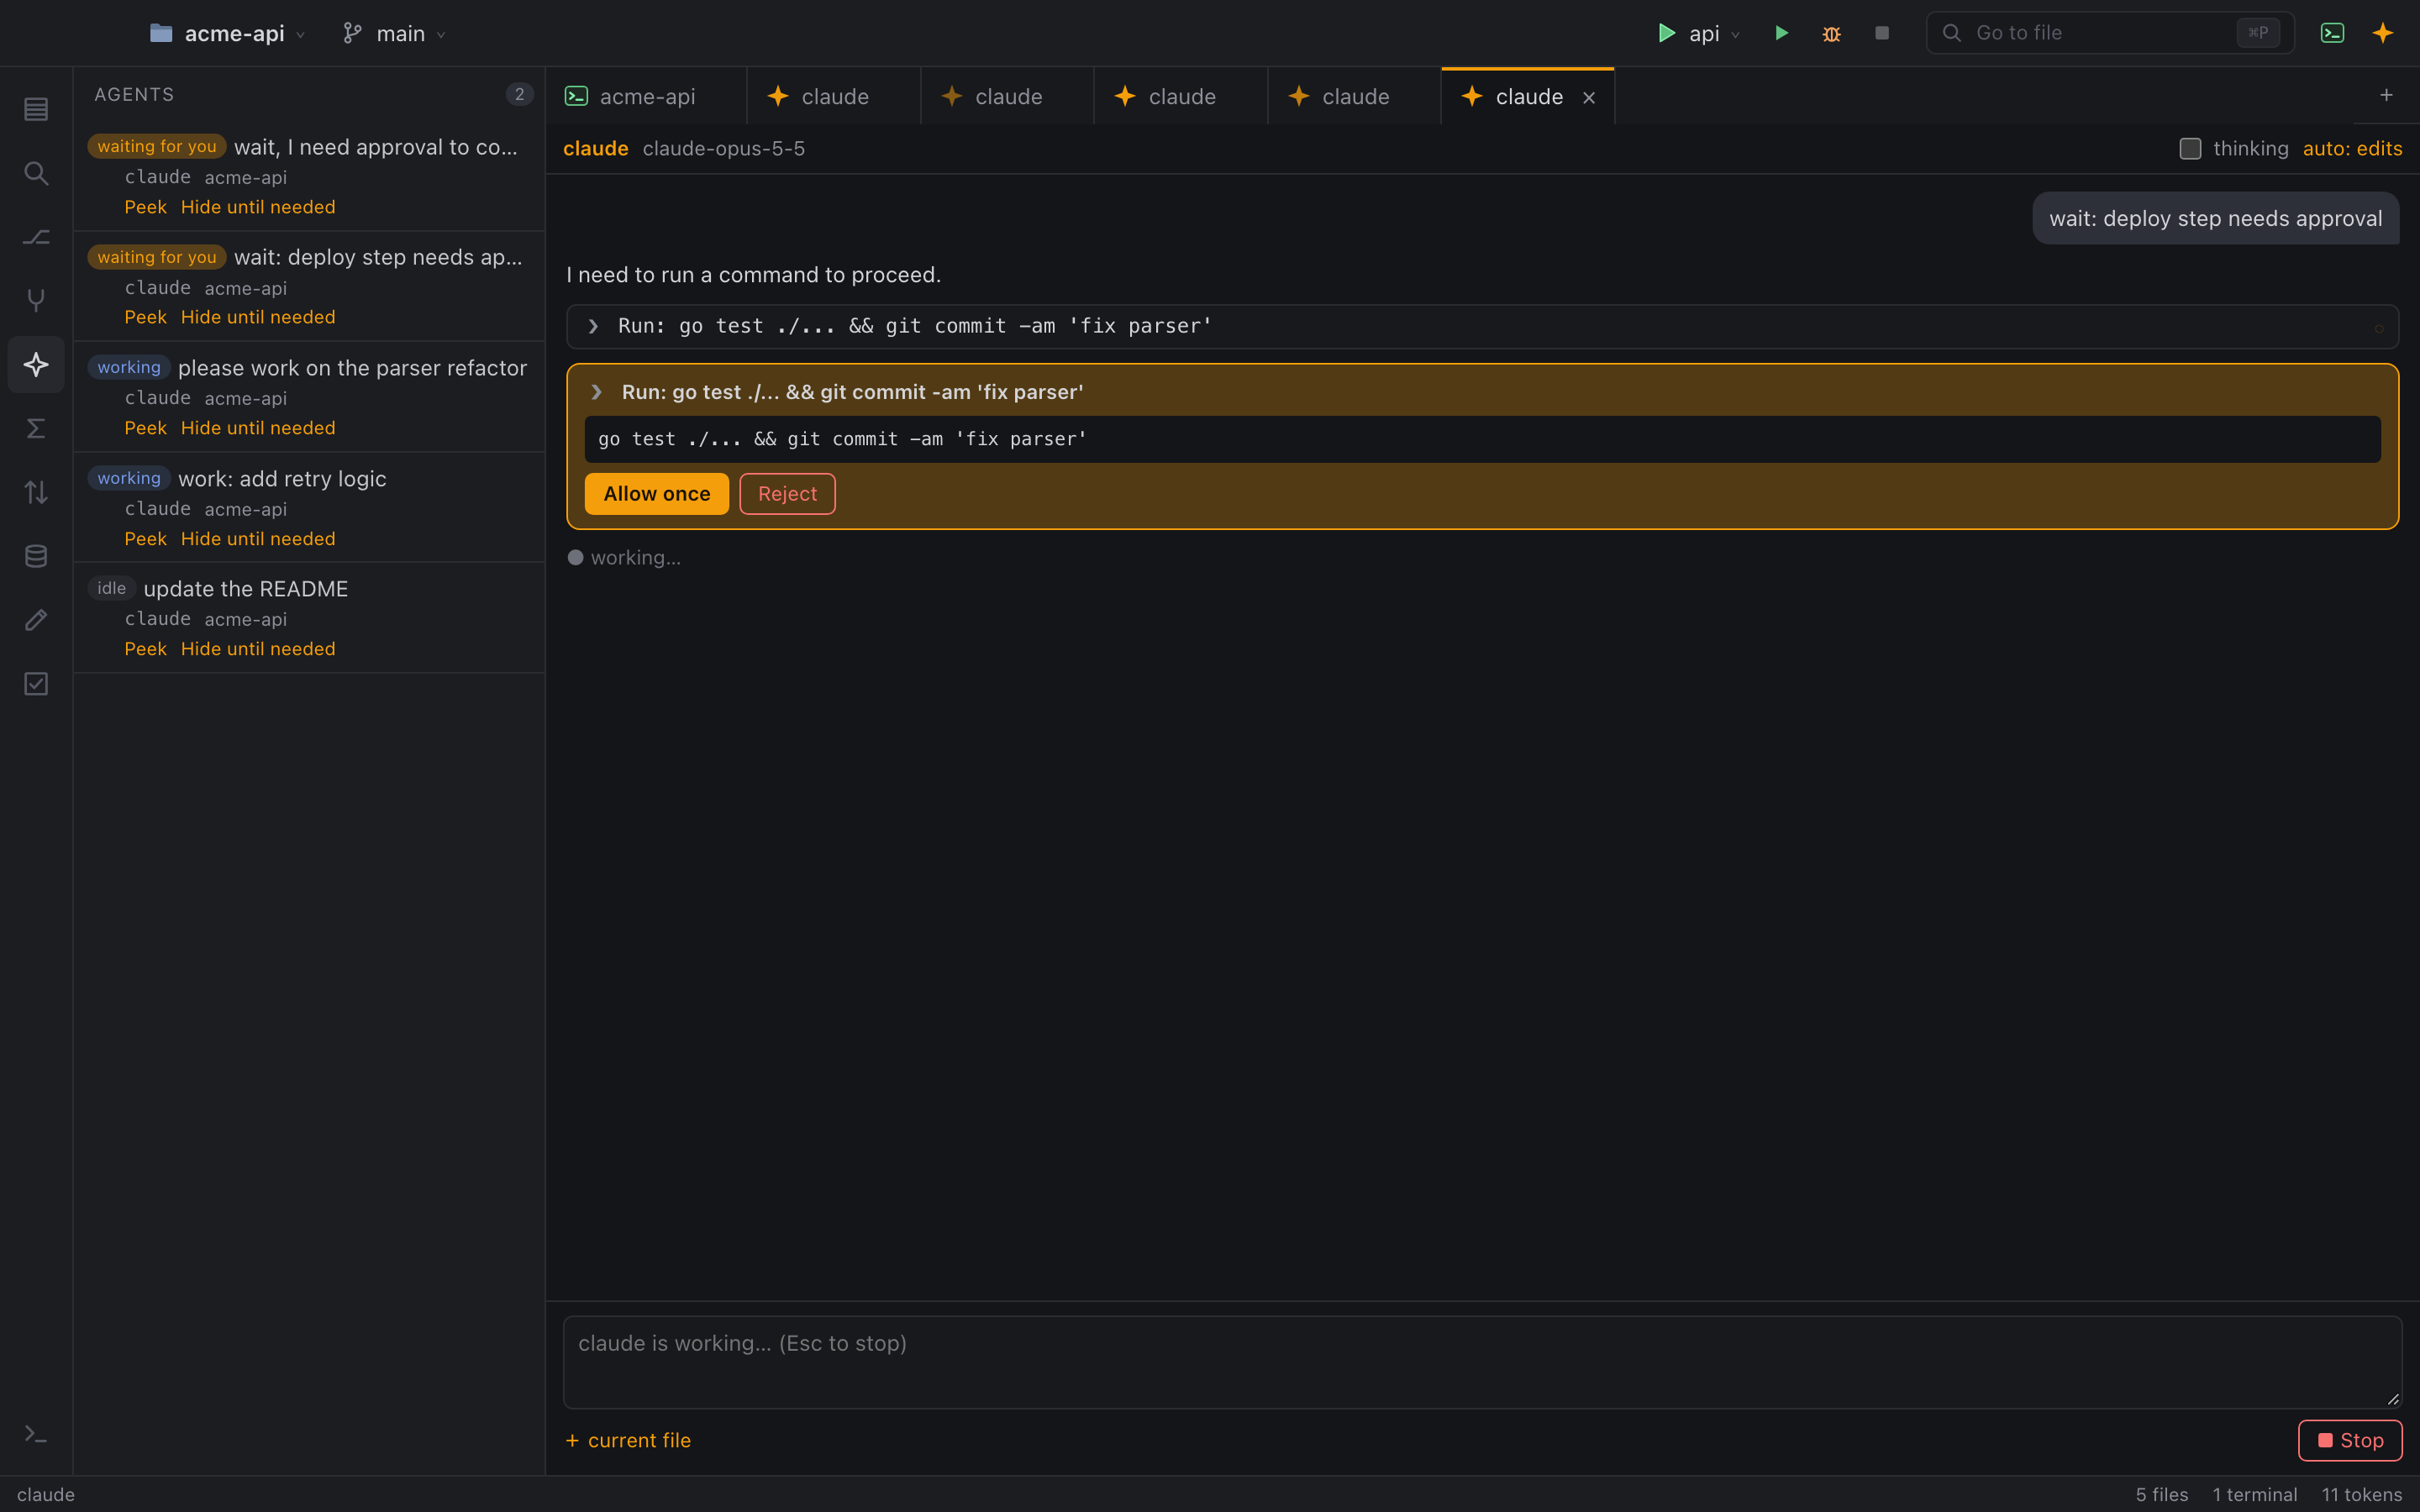 acme-api
main
api
Go to file
⌘P
AGENTS
2
waiting for you wait, I need approval to co...
claude acme-api
Peek Hide until needed
waiting for you wait: deploy step needs ap...
claude acme-api
Peek Hide until needed
working please work on the parser refactor
claude acme-api
Peek Hide until needed
working work: add retry logic
claude acme-api
Peek Hide until needed
idle update the README
claude acme-api
Peek Hide until needed
acme-api
claude
claude
claude
claude
claude ×
+
claude claude-opus-5-5
thinking auto: edits
wait: deploy step needs approval
I need to run a command to proceed.
Run: go test ./... && git commit -am 'fix parser'
Run: go test ./... && git commit -am 'fix parser'
go test ./... && git commit -am 'fix parser'
Allow once
Reject
working...
claude is working... (Esc to stop)
+ current file
Stop
claude
5 files 1 terminal 11 tokens